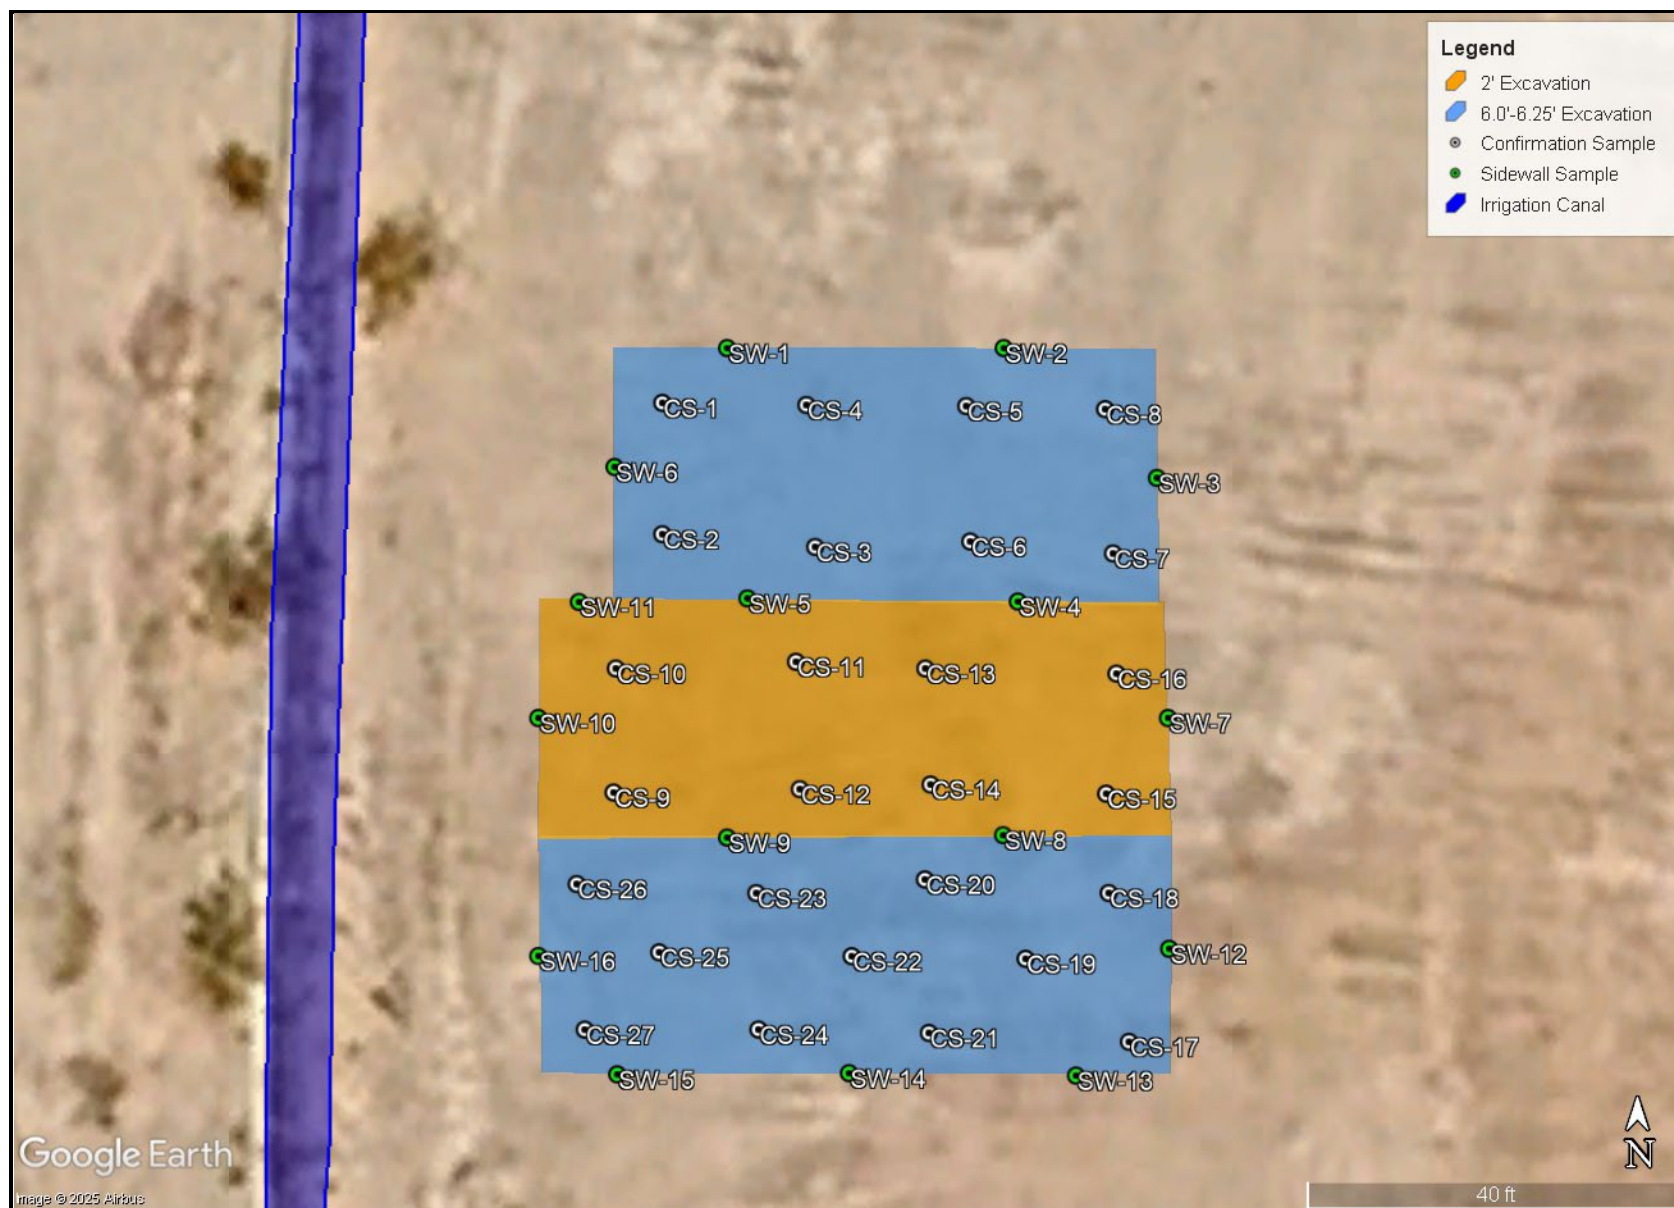 Legend
2' Excavation
6.0'-6.25' Excavation
Confirmation Sample
Sidewall Sample
Irrigation Canal
SW-1
SW-2
CS-1
CS-4
CS-5
CS-8
SW-6
SW-3
CS-2
CS-3
CS-6
CS-7
SW-11
SW-5
SW-4
CS-10
CS-11
CS-13
CS-16
SW-10
SW-7
CS-9
CS-12
CS-14
CS-15
SW-9
SW-8
CS-26
CS-23
CS-20
CS-18
SW-16
CS-25
CS-22
CS-19
SW-12
CS-27
CS-24
CS-21
CS-17
SW-15
SW-14
SW-13
Google Earth
Image © 2025 Airbus
N
40 ft